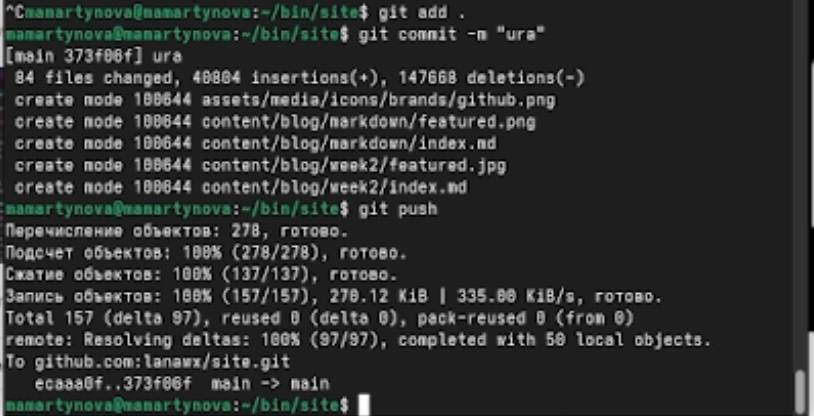 ^Cmamartynova@mamartynova:~/bin/site$ git add .
mamartynova@mamartynova:~/bin/site$ git commit -m "ura"
[main 373f06f] ura
 84 files changed, 40804 insertions(+), 147668 deletions(-)
 create mode 100644 assets/media/icons/brands/github.png
 create mode 100644 content/blog/markdown/featured.png
 create mode 100644 content/blog/markdown/index.md
 create mode 100644 content/blog/week2/featured.jpg
 create mode 100644 content/blog/week2/index.md
mamartynova@mamartynova:~/bin/site$ git push
Перечисление объектов: 278, готово.
Подсчет объектов: 100% (278/278), готово.
Сжатие объектов: 100% (137/137), готово.
Запись объектов: 100% (157/157), 270.12 KiB | 335.00 KiB/s, готово.
Total 157 (delta 97), reused 0 (delta 0), pack-reused 0 (from 0)
remote: Resolving deltas: 100% (97/97), completed with 50 local objects.
To github.com:lanawx/site.git
   ecaaa0f..373f06f  main -> main
mamartynova@mamartynova:~/bin/site$